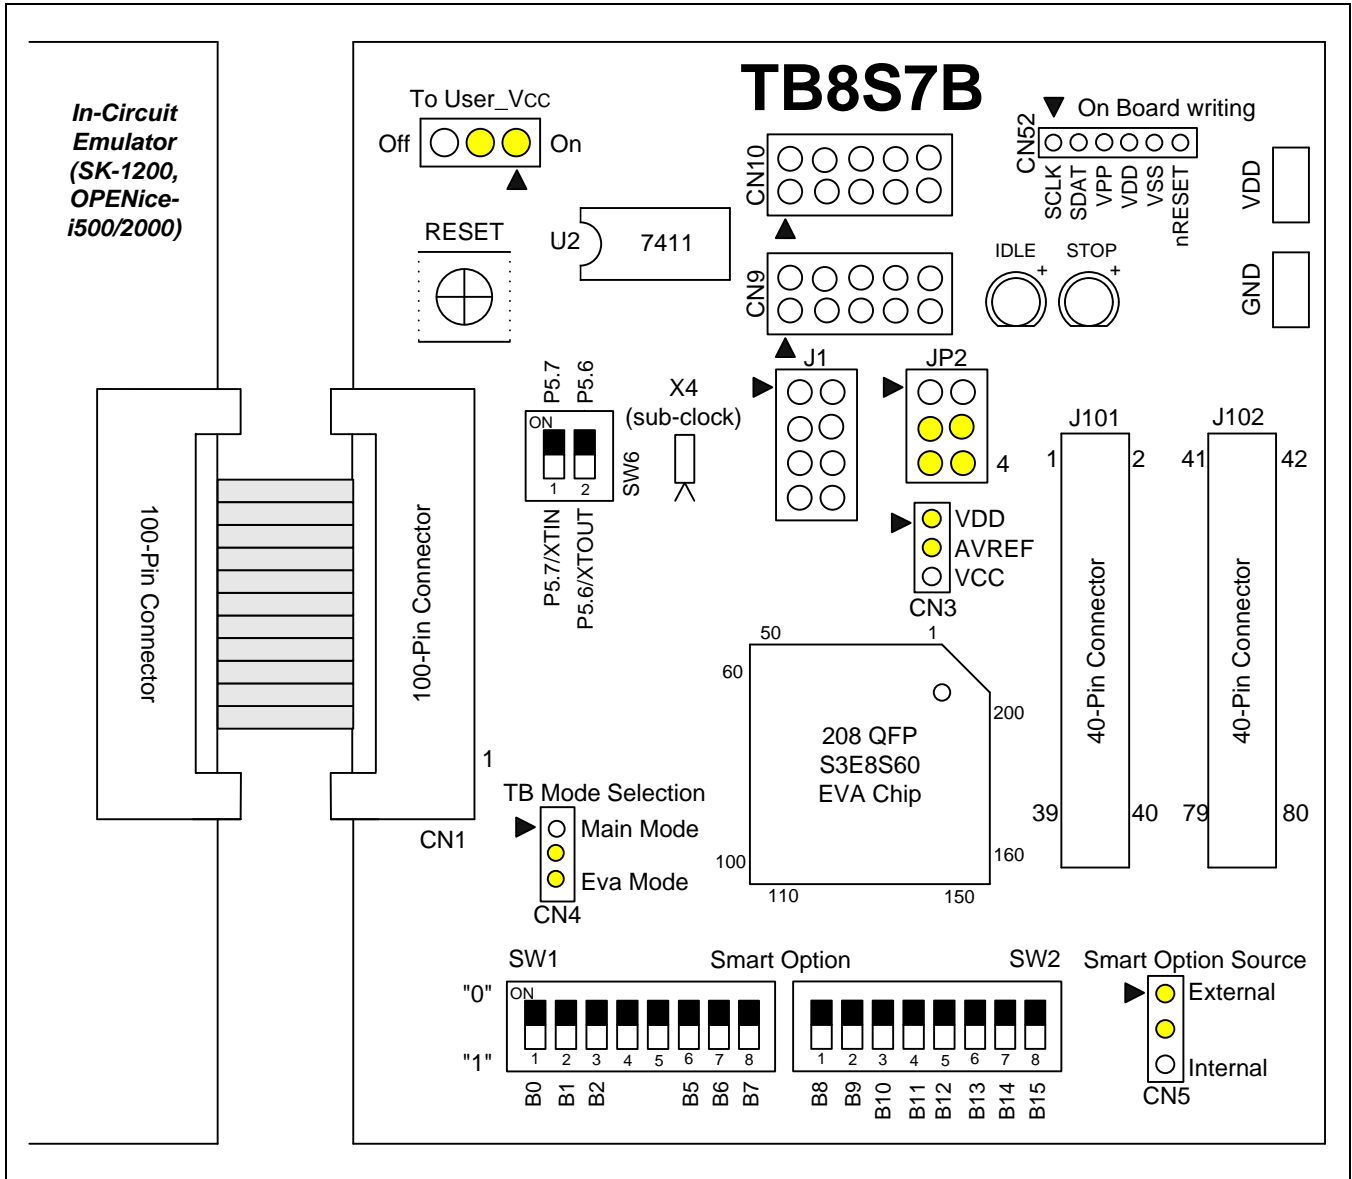 TB8S7B
In-Circuit
Emulator
(SK-1200,
OPENice-
i500/2000)
To User_Vcc
Off
On
RESET
U2
7411
CN10
CN9
CN52
On Board writing
SCLK
SDAT
VPP
VDD
VSS
nRESET
VDD
GND
IDLE
+
STOP
+
P5.7
P5.6
ON
1
2
SW6
P5.7/XTIN
P5.6/XTOUT
X4
(sub-clock)
J1
JP2
4
VDD
AVREF
VCC
CN3
J101
1
2
40-Pin Connector
39
40
J102
41
42
40-Pin Connector
79
80
100-Pin Connector
100-Pin Connector
1
CN1
50
1
60
200
208 QFP
S3E8S60
EVA Chip
100
160
110
150
TB Mode Selection
Main Mode
Eva Mode
CN4
SW1
Smart Option
SW2
"0"
"1"
ON
1 2 3 4 5 6 7 8
B0 B1 B2 B5 B6 B7
1 2 3 4 5 6 7 8
B8 B9 B10 B11 B12 B13 B14 B15
Smart Option Source
External
Internal
CN5